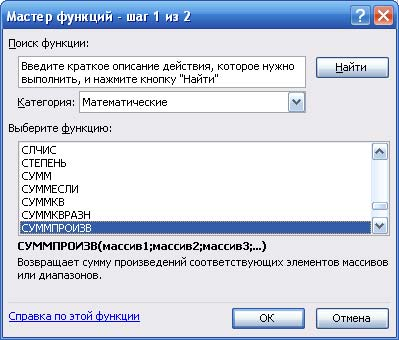 Мастер функций - шаг 1 из 2
Поиск функции:
Введите краткое описание действия, которое нужно
выполнить, и нажмите кнопку "Найти"
Найти
Категория: Математические
Выберите функцию:
СЛЧИС
СТЕПЕНЬ
СУММ
СУММЕСЛИ
СУММКВ
СУММКВРАЗН
СУММПРОИЗВ
СУММПРОИЗВ(массив1;массив2;массив3;...)
Возвращает сумму произведений соответствующих элементов массивов
или диапазонов.
Справка по этой функции
ОК
Отмена